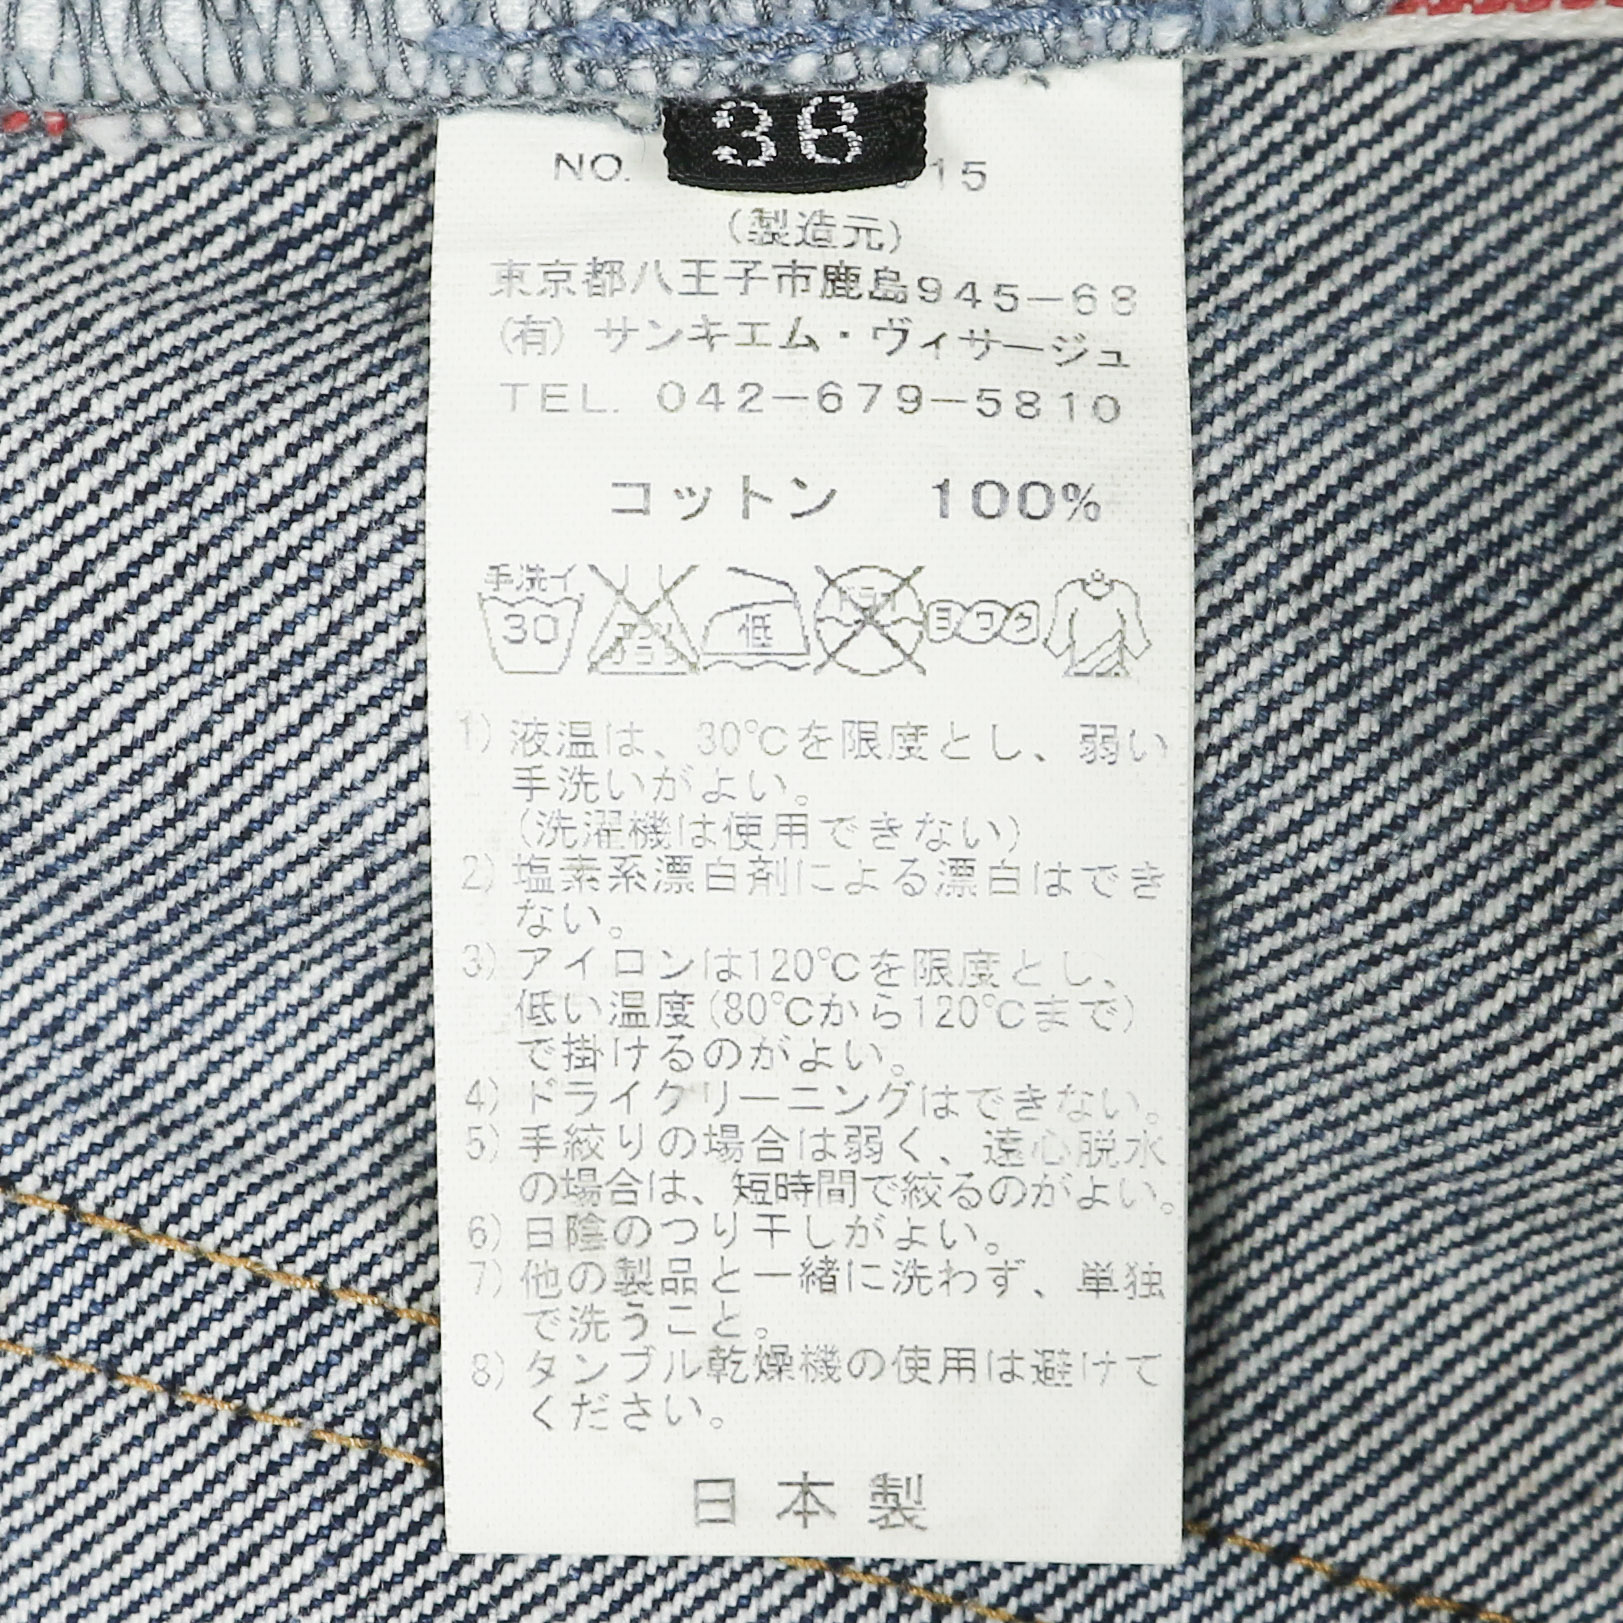 36
NO. 15
(製造元)
東京都八王子市鹿島945-68
(有) サンキエム・ヴィサージュ
TEL. 042-679-5810
コットン 100%
手洗イ
30
低
ヨワク
1) 液温は、30℃を限度とし、弱い
手洗いがよい。
(洗濯機は使用できない)
2) 塩素系漂白剤による漂白はでき
ない。
3) アイロンは120℃を限度とし、
低い温度(80℃から120℃まで)
で掛けるのがよい。
4) ドライクリーニングはできない。
5) 手絞りの場合は弱く、遠心脱水
の場合は、短時間で絞るのがよい。
6) 日陰のつり干しがよい。
7) 他の製品と一緒に洗わず、単独
で洗うこと。
8) タンブル乾燥機の使用は避けて
ください。
日本製